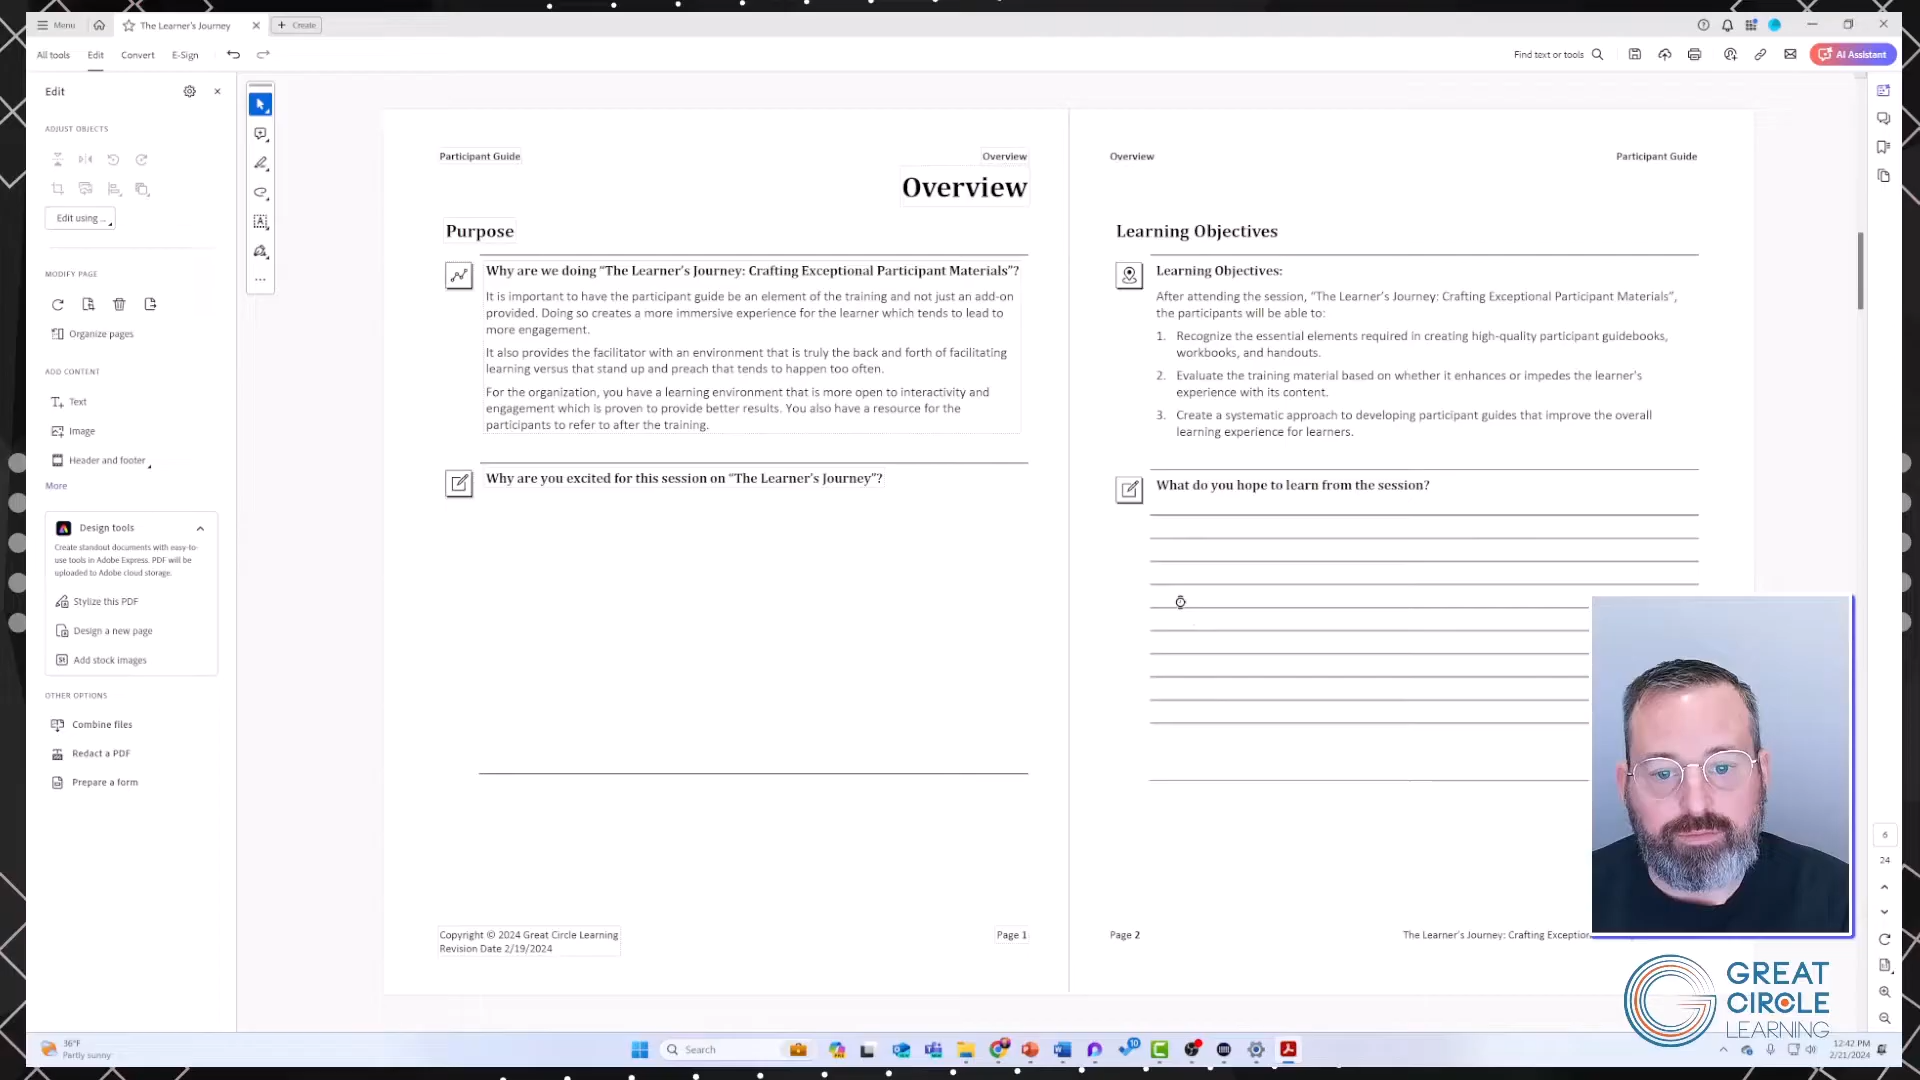 Menu
The Learner's Journey
Create
All tools
Edit
Convert
E-Sign
Find text or tools
AI Assistant
Edit
ADJUST OBJECTS
Edit using ...
MODIFY PAGE
Organize pages
ADD CONTENT
Text
Image
Header and footer
More
Design tools
Create standout documents with easy-to-
use tools in Adobe Express. PDF will be
uploaded to Adobe cloud storage.
Stylize this PDF
Design a new page
Add stock images
OTHER OPTIONS
Combine files
Redact a PDF
Prepare a form
Participant Guide
Overview
Overview
Purpose
Why are we doing “The Learner’s Journey: Crafting Exceptional Participant Materials”?
It is important to have the participant guide be an element of the training and not just an add-on
provided. Doing so creates a more immersive experience for the learner which tends to lead to
more engagement.
It also provides the facilitator with an environment that is truly the back and forth of facilitating
learning versus that stand up and preach that tends to happen too often.
For the organization, you have a learning environment that is more open to interactivity and
engagement which is proven to provide better results. You also have a resource for the
participants to refer to after the training.
Why are you excited for this session on “The Learner’s Journey”?
Copyright © 2024 Great Circle Learning
Revision Date 2/19/2024
Page 1
Overview
Participant Guide
Learning Objectives
Learning Objectives:
After attending the session, “The Learner’s Journey: Crafting Exceptional Participant Materials”,
the participants will be able to:
1. Recognize the essential elements required in creating high-quality participant guidebooks,
workbooks, and handouts.
2. Evaluate the training material based on whether it enhances or impedes the learner's
experience with its content.
3. Create a systematic approach to developing participant guides that improve the overall
learning experience for learners.
What do you hope to learn from the session?
Page 2
The Learner’s Journey: Crafting
6
24
GREAT
CIRCLE
LEARNING
36°F
Partly sunny
Search
10
12:42 PM
2/21/2024